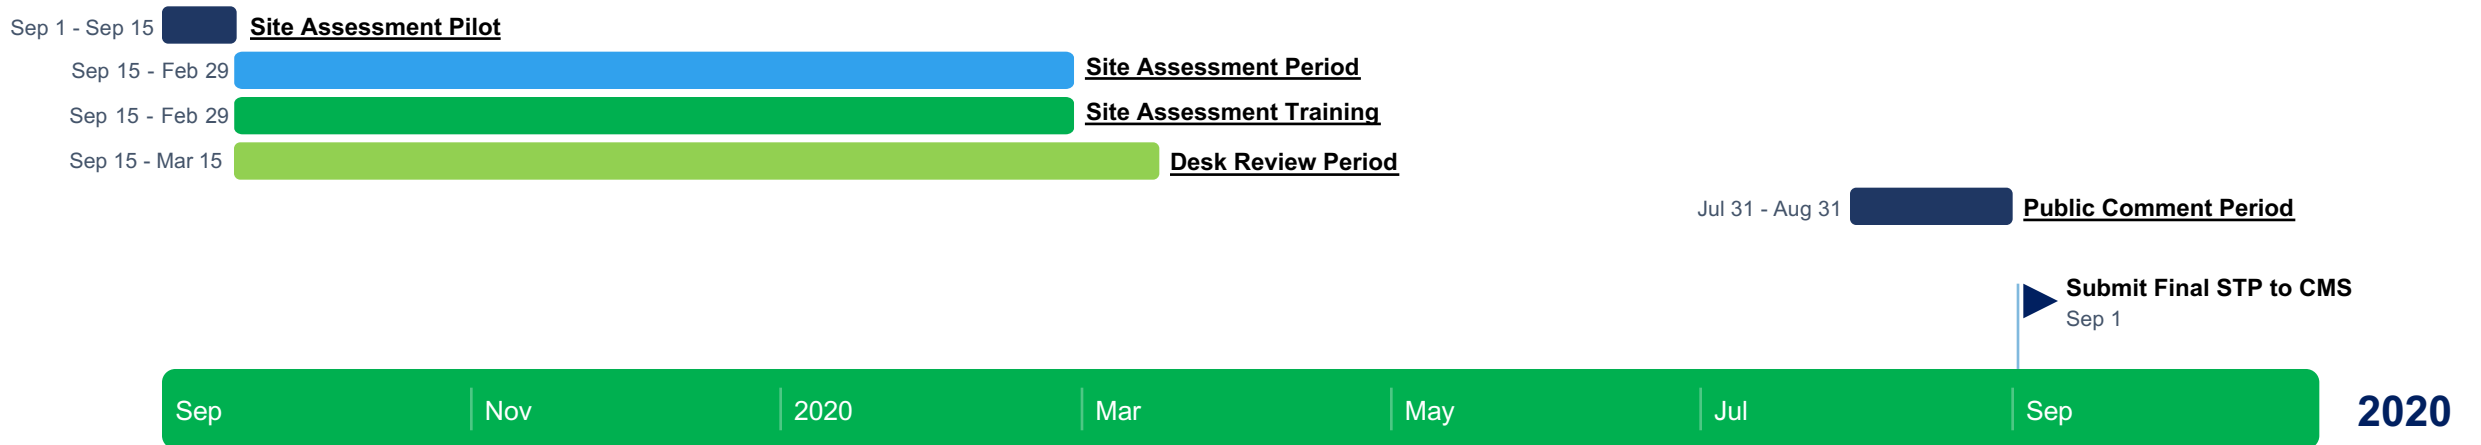 Sep 1 - Sep 15 Site Assessment Pilot
Sep 15 - Feb 29 Site Assessment Period
Sep 15 - Feb 29 Site Assessment Training
Sep 15 - Mar 15 Desk Review Period
Jul 31 - Aug 31 Public Comment Period
Submit Final STP to CMS
Sep 1
Sep Nov 2020 Mar May Jul Sep 2020